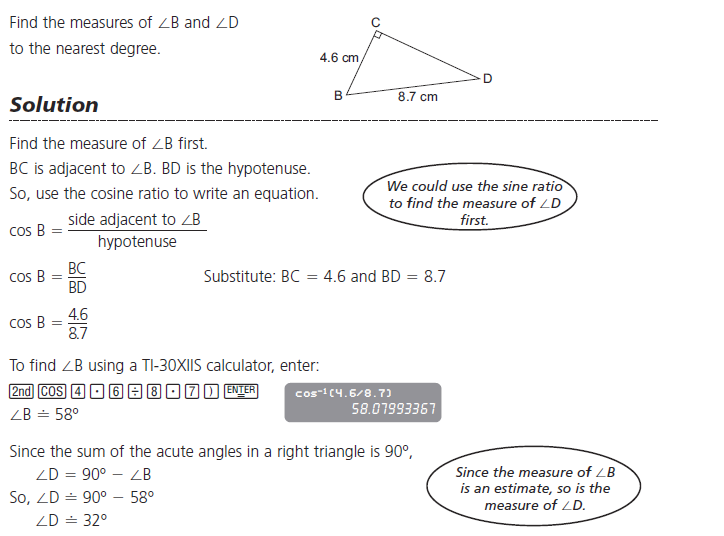 Find the measures of ∠B and ∠D
to the nearest degree.
C
4.6 cm
D
B
8.7 cm
Solution
Find the measure of ∠B first.
BC is adjacent to ∠B. BD is the hypotenuse.
So, use the cosine ratio to write an equation.
We could use the sine ratio
to find the measure of ∠D
first.
cos B = side adjacent to ∠B / hypotenuse
cos B = BC / BD
Substitute: BC = 4.6 and BD = 8.7
cos B = 4.6 / 8.7
To find ∠B using a TI-30XIIS calculator, enter:
2nd COS 4 · 6 ÷ 8 · 7 ) ENTER
cos⁻¹(4.6/8.7)
58.07993367
∠B ≐ 58°
Since the sum of the acute angles in a right triangle is 90°,
∠D = 90° − ∠B
So, ∠D ≐ 90° − 58°
∠D ≐ 32°
Since the measure of ∠B
is an estimate, so is the
measure of ∠D.